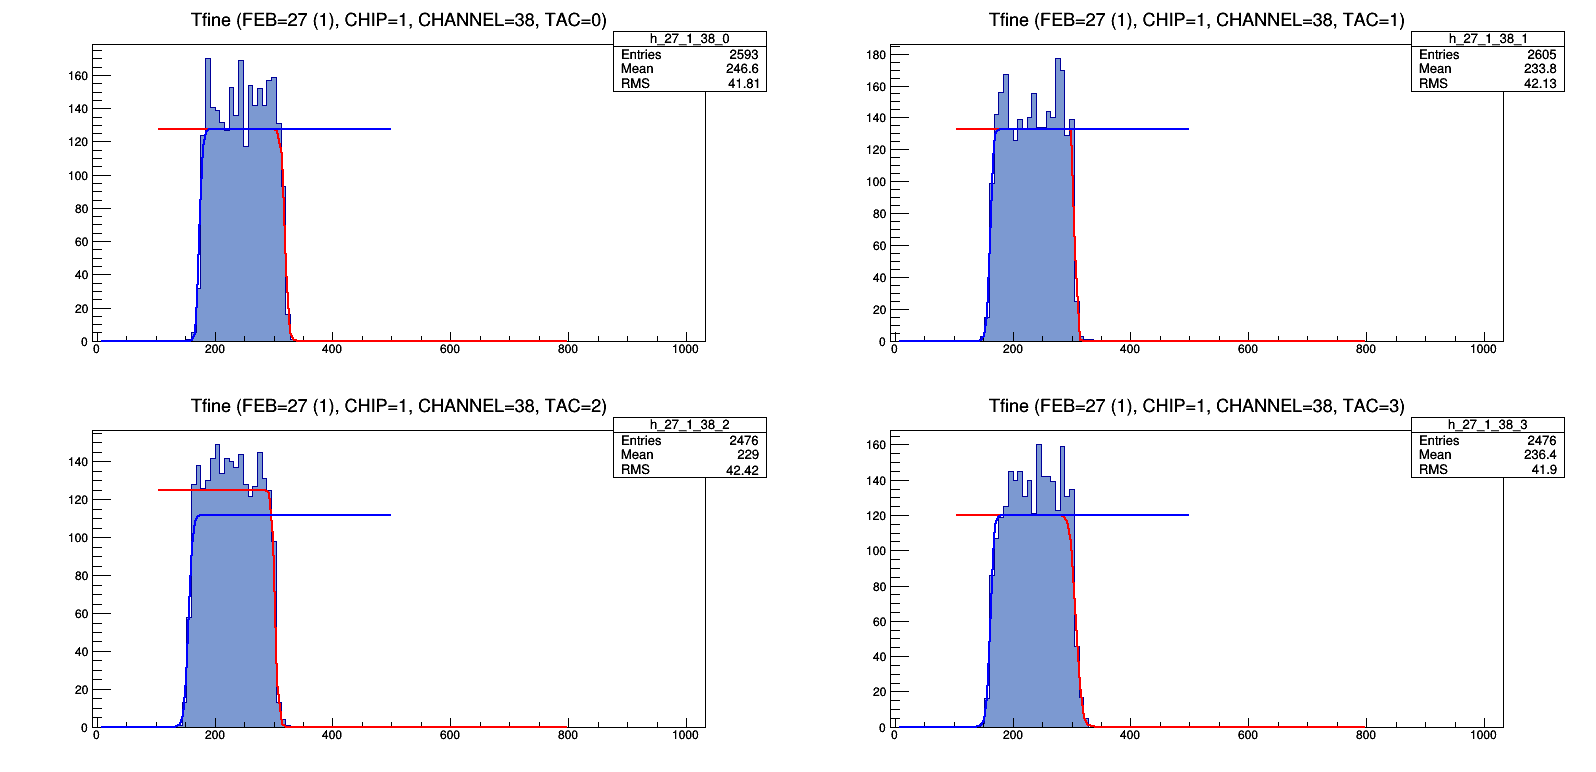 Tfine (FEB=27 (1), CHIP=1, CHANNEL=38, TAC=0)
h_27_1_38_0
Entries 2593
Mean 246.6
RMS 41.81
160
140
120
100
80
60
40
20
0
0 200 400 600 800 1000
Tfine (FEB=27 (1), CHIP=1, CHANNEL=38, TAC=1)
h_27_1_38_1
Entries 2605
Mean 233.8
RMS 42.13
180
160
140
120
100
80
60
40
20
0
0 200 400 600 800 1000
Tfine (FEB=27 (1), CHIP=1, CHANNEL=38, TAC=2)
h_27_1_38_2
Entries 2476
Mean 229
RMS 42.42
140
120
100
80
60
40
20
0
0 200 400 600 800 1000
Tfine (FEB=27 (1), CHIP=1, CHANNEL=38, TAC=3)
h_27_1_38_3
Entries 2476
Mean 236.4
RMS 41.9
160
140
120
100
80
60
40
20
0
0 200 400 600 800 1000